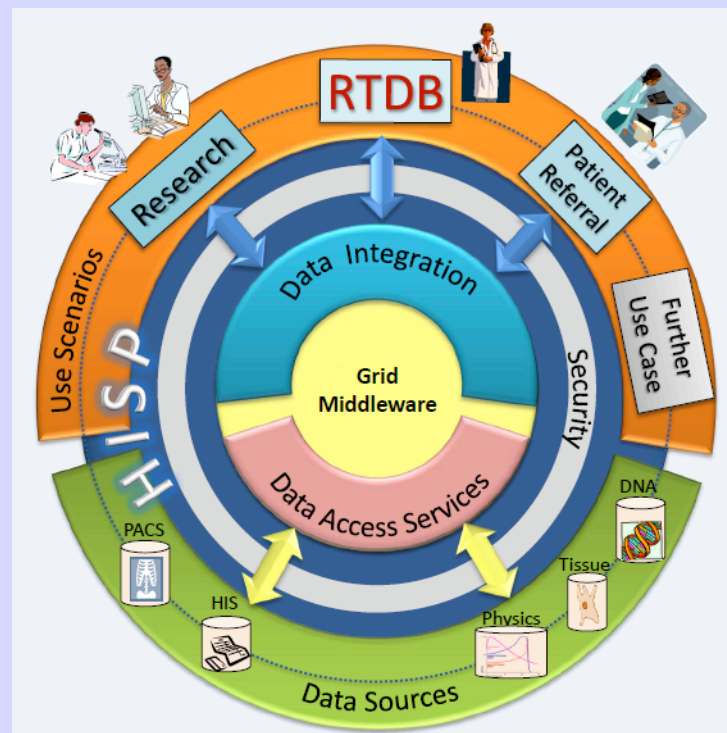 RTDB
Research
Patient
Referral
Use Scenarios
Data Integration
Further
Use Case
HISP
Security
Grid
Middleware
Data Access Services
DNA
PACS
Tissue
HIS
Physics
Data Sources